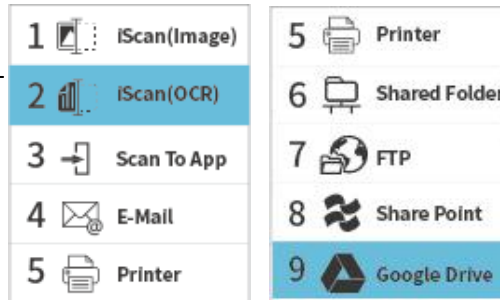 1 iScan(Image)
2 iScan(OCR)
3 Scan To App
4 E-Mail
5 Printer
5 Printer
6 Shared Folder
7 FTP
8 Share Point
9 Google Drive